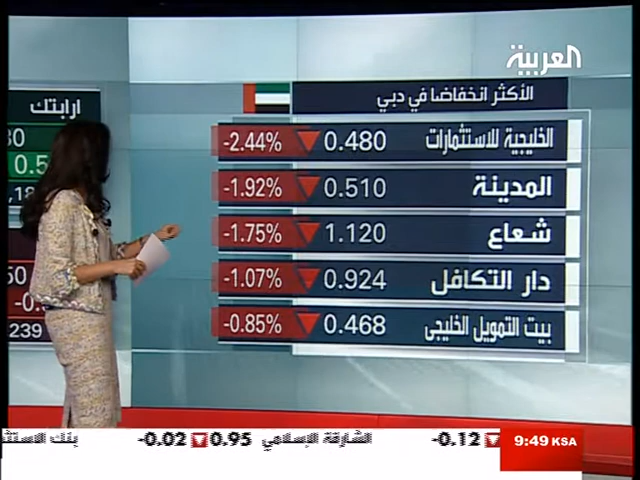 العربية
الأكثر انخفاضا في دبي
الخليجية للاستثمارات 0.480 -2.44%
المدينة 0.510 -1.92%
شعاع 1.120 -1.75%
دار التكافل 0.924 -1.07%
بيت التمويل الخليجي 0.468 -0.85%
ارابتك
239
-0.12 الشارقة الإسلامي 0.95 -0.02 بنك
9:49 KSA